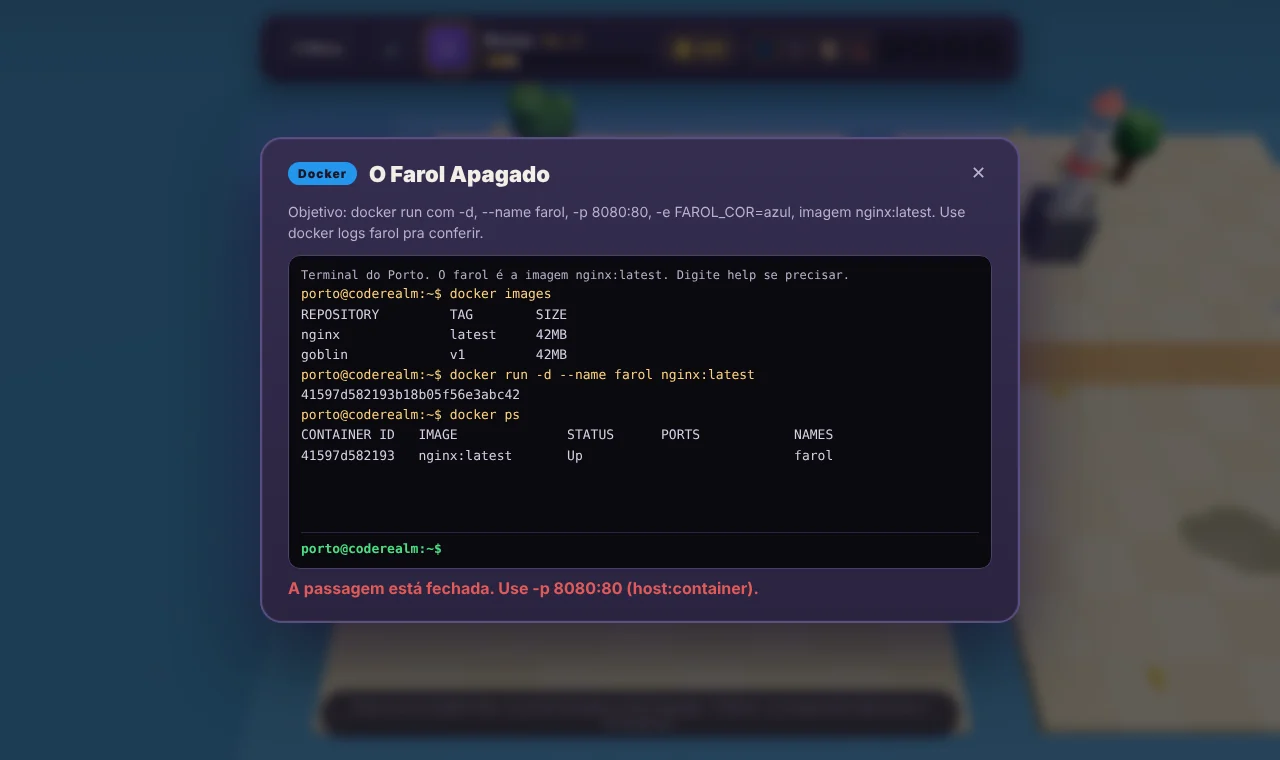 Docker O Farol Apagado ✕
Objetivo: docker run com -d, --name farol, -p 8080:80, -e FAROL_COR=azul, imagem nginx:latest. Use
docker logs farol pra conferir.
Terminal do Porto. O farol é a imagem nginx:latest. Digite help se precisar.
porto@coderealm:~$ docker images
REPOSITORY TAG SIZE
nginx latest 42MB
goblin v1 42MB
porto@coderealm:~$ docker run -d --name farol nginx:latest
41597d582193b18b05f56e3abc42
porto@coderealm:~$ docker ps
CONTAINER ID IMAGE STATUS PORTS NAMES
41597d582193 nginx:latest Up farol
porto@coderealm:~$
A passagem está fechada. Use -p 8080:80 (host:container).